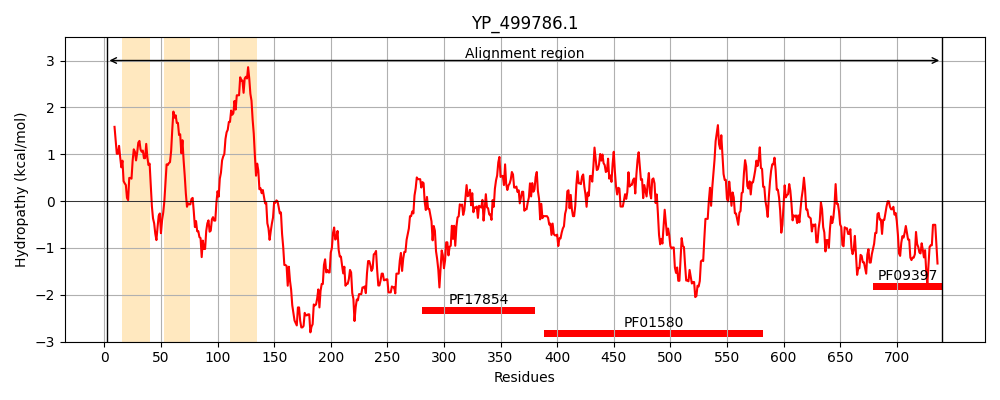 YP_499786.1
Alignment region
Hydropathy (kcal/mol)
3
2
1
0
−1
−2
−3
PF09397
PF17854
PF01580
0 50 100 150 200 250 300 350 400 450 500 550 600 650 700
Residues